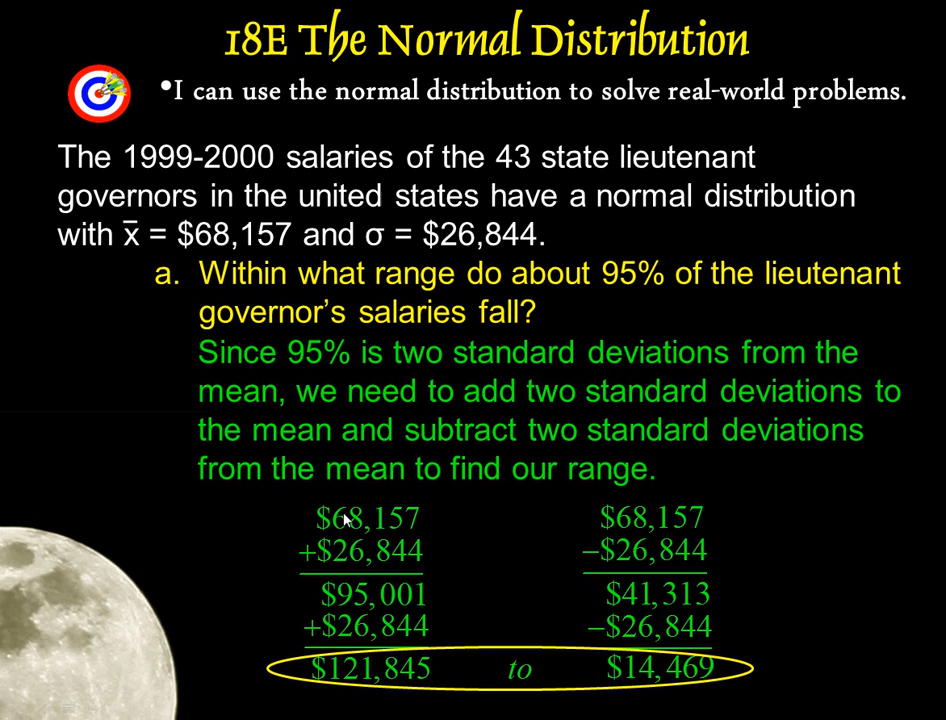 18E The Normal Distribution
•I can use the normal distribution to solve real-world problems.
The 1999-2000 salaries of the 43 state lieutenant
governors in the united states have a normal distribution
with x̅ = $68,157 and σ = $26,844.
a. Within what range do about 95% of the lieutenant
governor’s salaries fall?
Since 95% is two standard deviations from the
mean, we need to add two standard deviations to
the mean and subtract two standard deviations
from the mean to find our range.
$68,157 $68,157
+$26,844 −$26,844
$95,001 $41,313
+$26,844 −$26,844
$121,845 to $14,469